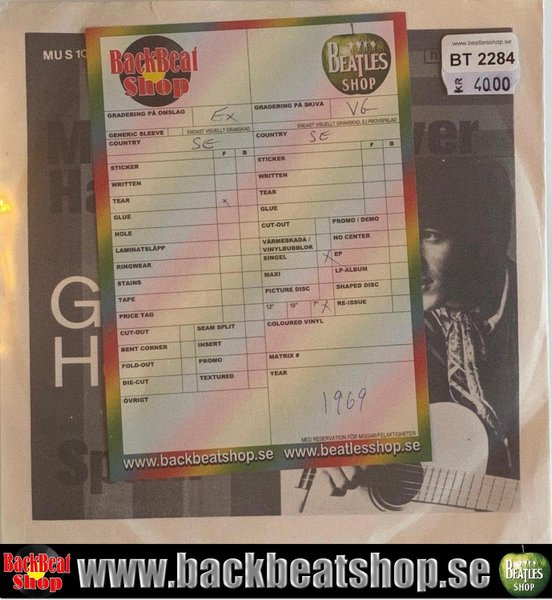 MU S 10
BackBeat
Shop
BEATLES
SHOP
www.beatlesshop.se
BT 2284
KR 40.00
GRADERING PÅ OMSLAG Ex
GRADERING PÅ SKIVA VG
ENDAST VISUELLT GRANSKAD
ENDAST VISUELLT GRANSKAD, EJ PROVSPELAD
GENERIC SLEEVE
COUNTRY SE
COUNTRY SE
F B
F B
STICKER
STICKER
WRITTEN
WRITTEN
TEAR x
TEAR
GLUE
GLUE
HOLE
CUT-OUT
PROMO / DEMO
LAMINATSLÄPP
VÄRMESKADA /
VINYLBUBBLOR
NO CENTER
RINGWEAR
SINGEL x
EP
STAINS
MAXI
LP-ALBUM
TAPE
PICTURE DISC
SHAPED DISC
PRICE TAG
12" 10" 7" x
RE-ISSUE
CUT-OUT
SEAM SPLIT
COLOURED VINYL
BENT CORNER
INSERT
FOLD-OUT
PROMO
MATRIX #
DIE-CUT
TEXTURED
YEAR
ÖVRIGT
1969
MED RESERVATION FÖR MISSAR/FELAKTIGHETER
www.backbeatshop.se www.beatlesshop.se
ver
G
H
Sp
BackBeat
Shop
www.backbeatshop.se
BEATLES
SHOP